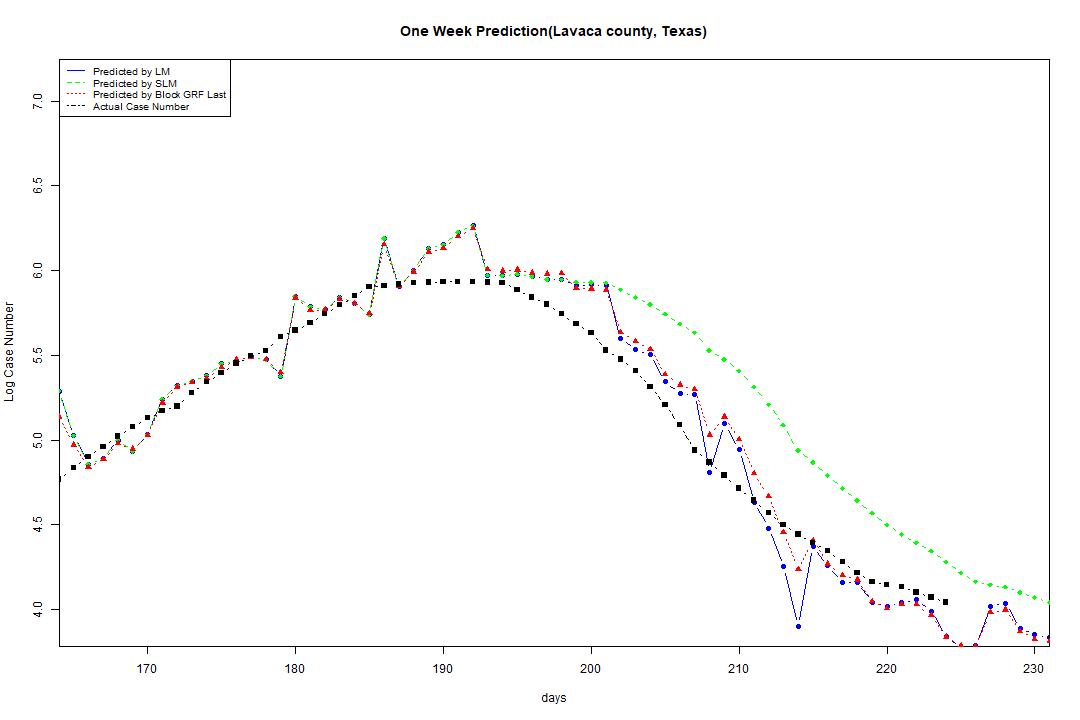 One Week Prediction(Lavaca county, Texas)
Predicted by LM
Predicted by SLM
Predicted by Block GRF Last
Actual Case Number
Log Case Number
7.0
6.5
6.0
5.5
5.0
4.5
4.0
170 180 190 200 210 220 230
days